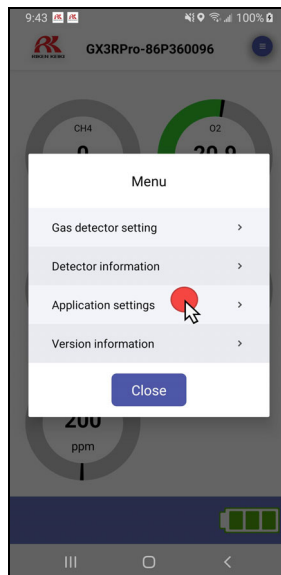 9:43
100%
RIKEN KEIKI
GX3RPro-86P360096
CH4
O2
0
20.9
Menu
Gas detector setting
Detector information
Application settings
Version information
Close
200
ppm